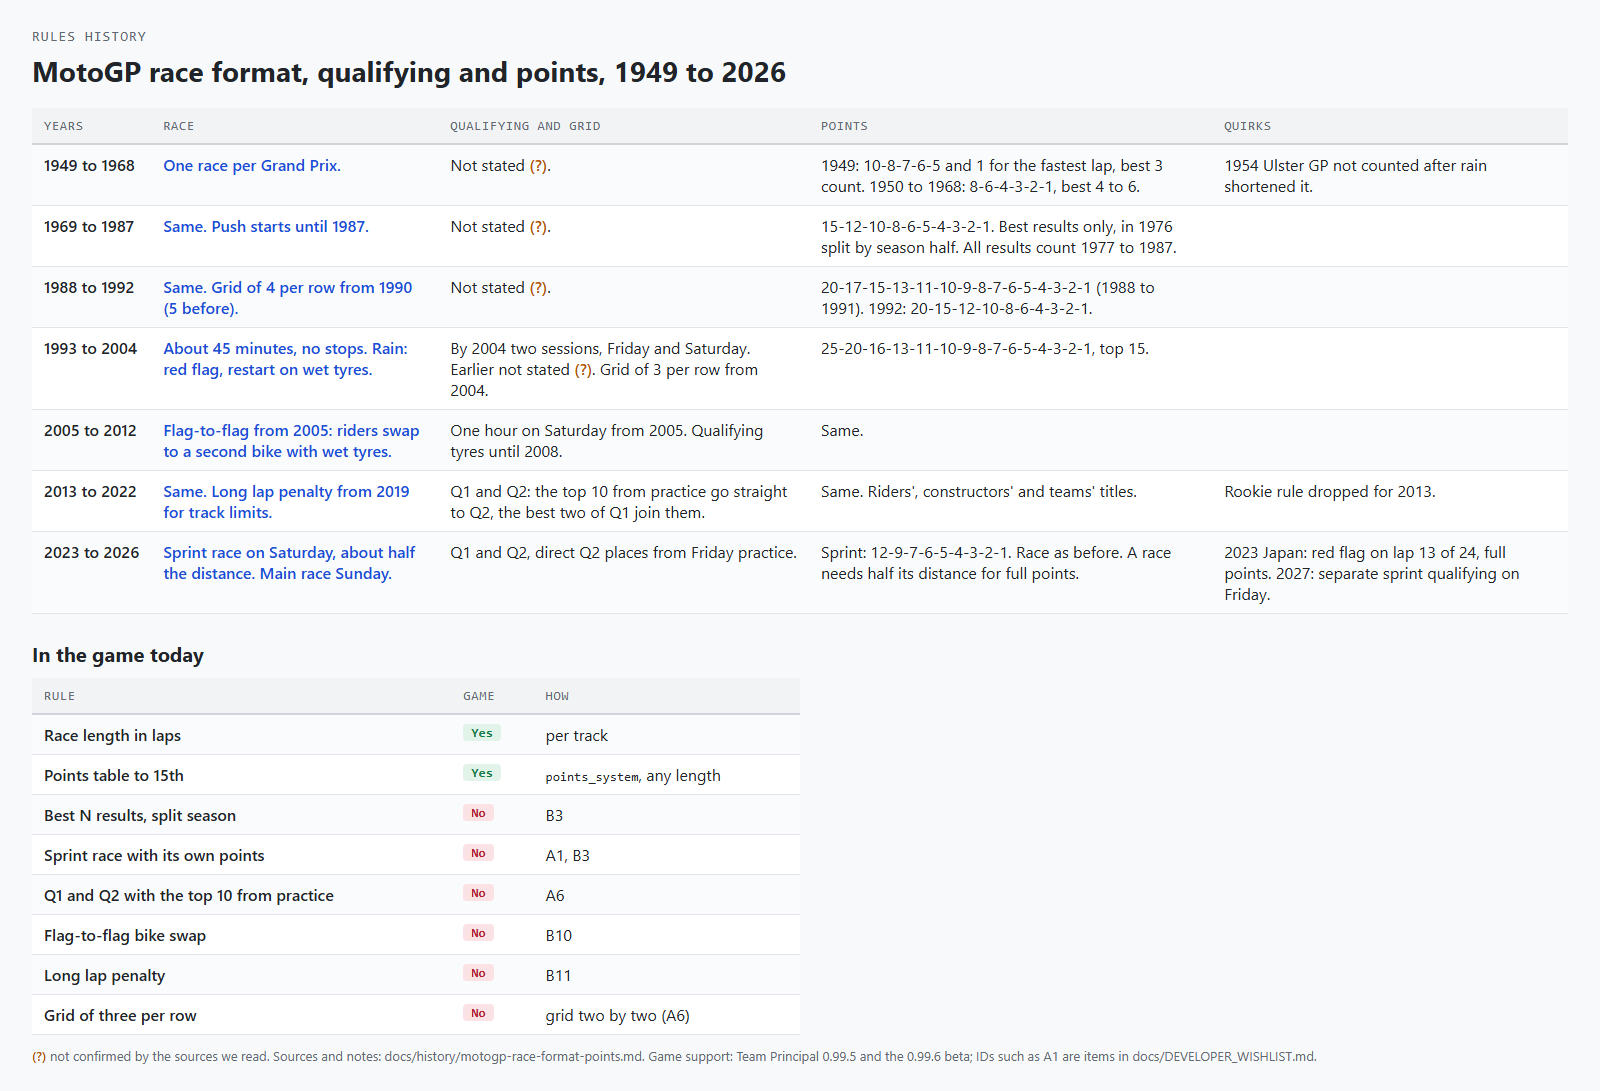 RULES HISTORY
MotoGP race format, qualifying and points, 1949 to 2026
YEARS RACE QUALIFYING AND GRID POINTS QUIRKS
1949 to 1968 One race per Grand Prix. Not stated (?). 1949: 10-8-7-6-5 and 1 for the fastest lap, best 3 1954 Ulster GP not counted after rain
count. 1950 to 1968: 8-6-4-3-2-1, best 4 to 6. shortened it.
1969 to 1987 Same. Push starts until 1987. Not stated (?). 15-12-10-8-6-5-4-3-2-1. Best results only, in 1976
split by season half. All results count 1977 to 1987.
1988 to 1992 Same. Grid of 4 per row from 1990 Not stated (?). 20-17-15-13-11-10-9-8-7-6-5-4-3-2-1 (1988 to
(5 before). 1991). 1992: 20-15-12-10-8-6-4-3-2-1.
1993 to 2004 About 45 minutes, no stops. Rain: By 2004 two sessions, Friday and Saturday. 25-20-16-13-11-10-9-8-7-6-5-4-3-2-1, top 15.
red flag, restart on wet tyres. Earlier not stated (?). Grid of 3 per row from
2004.
2005 to 2012 Flag-to-flag from 2005: riders swap One hour on Saturday from 2005. Qualifying Same.
to a second bike with wet tyres. tyres until 2008.
2013 to 2022 Same. Long lap penalty from 2019 Q1 and Q2: the top 10 from practice go straight Same. Riders', constructors' and teams' titles. Rookie rule dropped for 2013.
for track limits. to Q2, the best two of Q1 join them.
2023 to 2026 Sprint race on Saturday, about half Q1 and Q2, direct Q2 places from Friday practice. Sprint: 12-9-7-6-5-4-3-2-1. Race as before. A race 2023 Japan: red flag on lap 13 of 24, full
the distance. Main race Sunday. needs half its distance for full points. points. 2027: separate sprint qualifying on
Friday.
In the game today
RULE GAME HOW
Race length in laps Yes per track
Points table to 15th Yes points_system, any length
Best N results, split season No B3
Sprint race with its own points No A1, B3
Q1 and Q2 with the top 10 from practice No A6
Flag-to-flag bike swap No B10
Long lap penalty No B11
Grid of three per row No grid two by two (A6)
(?) not confirmed by the sources we read. Sources and notes: docs/history/motogp-race-format-points.md. Game support: Team Principal 0.99.5 and the 0.99.6 beta; IDs such as A1 are items in docs/DEVELOPER_WISHLIST.md.